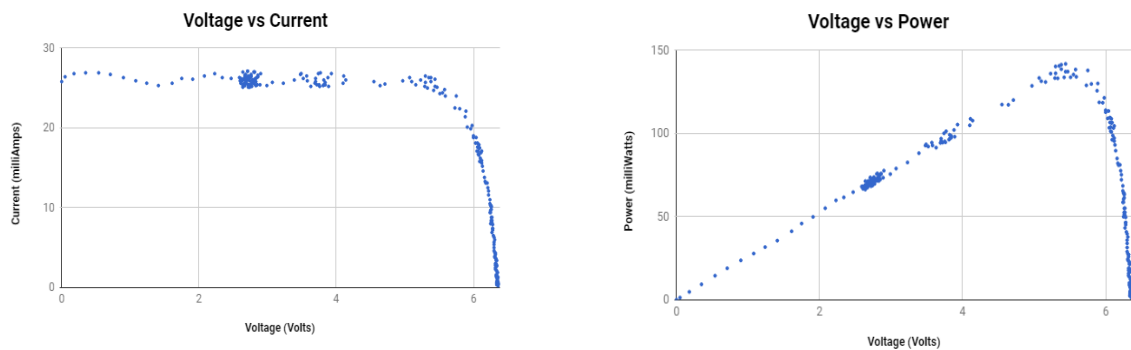 Voltage vs Current
30
20
10
0
0 2 4 6
Current (milliAmps)
Voltage (Volts)
Voltage vs Power
150
100
50
0
0 2 4 6
Power (milliWatts)
Voltage (Volts)